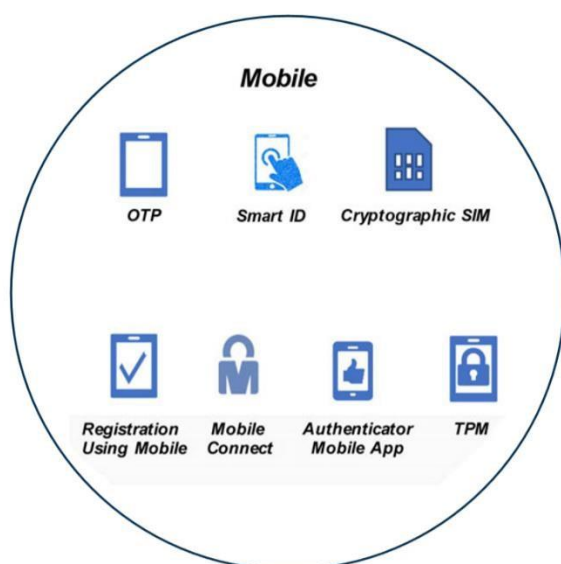 Mobile
OTP
Smart ID
Cryptographic SIM
Registration
Using Mobile
Mobile
Connect
Authenticator
Mobile App
TPM